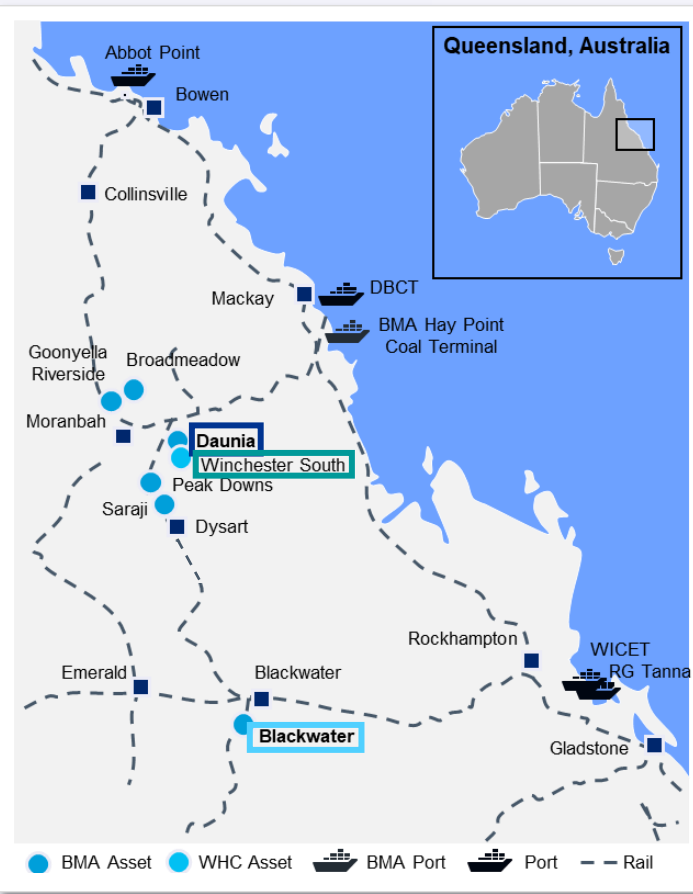 Queensland, Australia
Abbot Point
Bowen
Collinsville
Mackay
DBCT
BMA Hay Point
Coal Terminal
Goonyella
Riverside
Broadmeadow
Moranbah
Daunia
Winchester South
Peak Downs
Saraji
Dysart
Rockhampton
WICET
RG Tanna
Emerald
Blackwater
Blackwater
Gladstone
BMA Asset
WHC Asset
BMA Port
Port
Rail